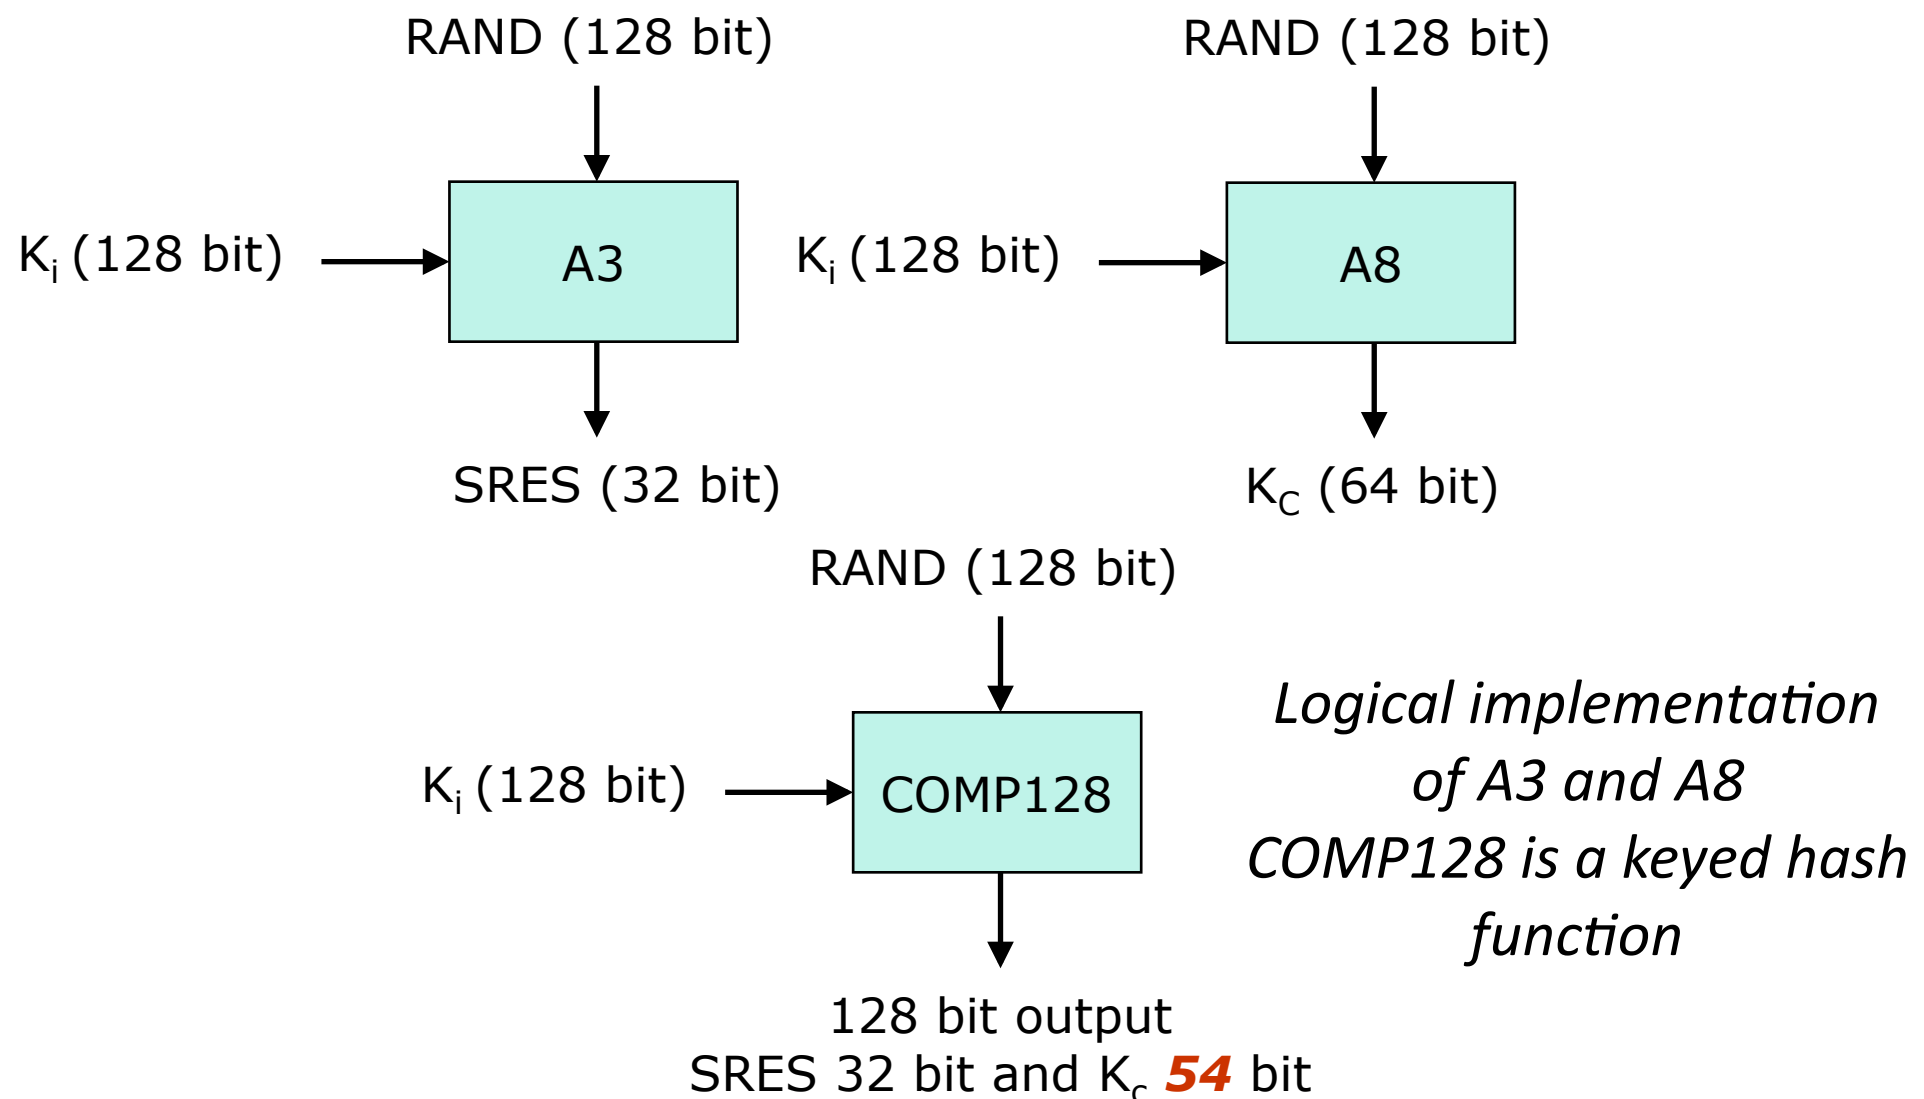 RAND (128 bit)
RAND (128 bit)
Ki (128 bit)
A3
Ki (128 bit)
A8
SRES (32 bit)
KC (64 bit)
RAND (128 bit)
Ki (128 bit)
COMP128
Logical implementation
of A3 and A8
COMP128 is a keyed hash
function
128 bit output
SRES 32 bit and Kc 54 bit